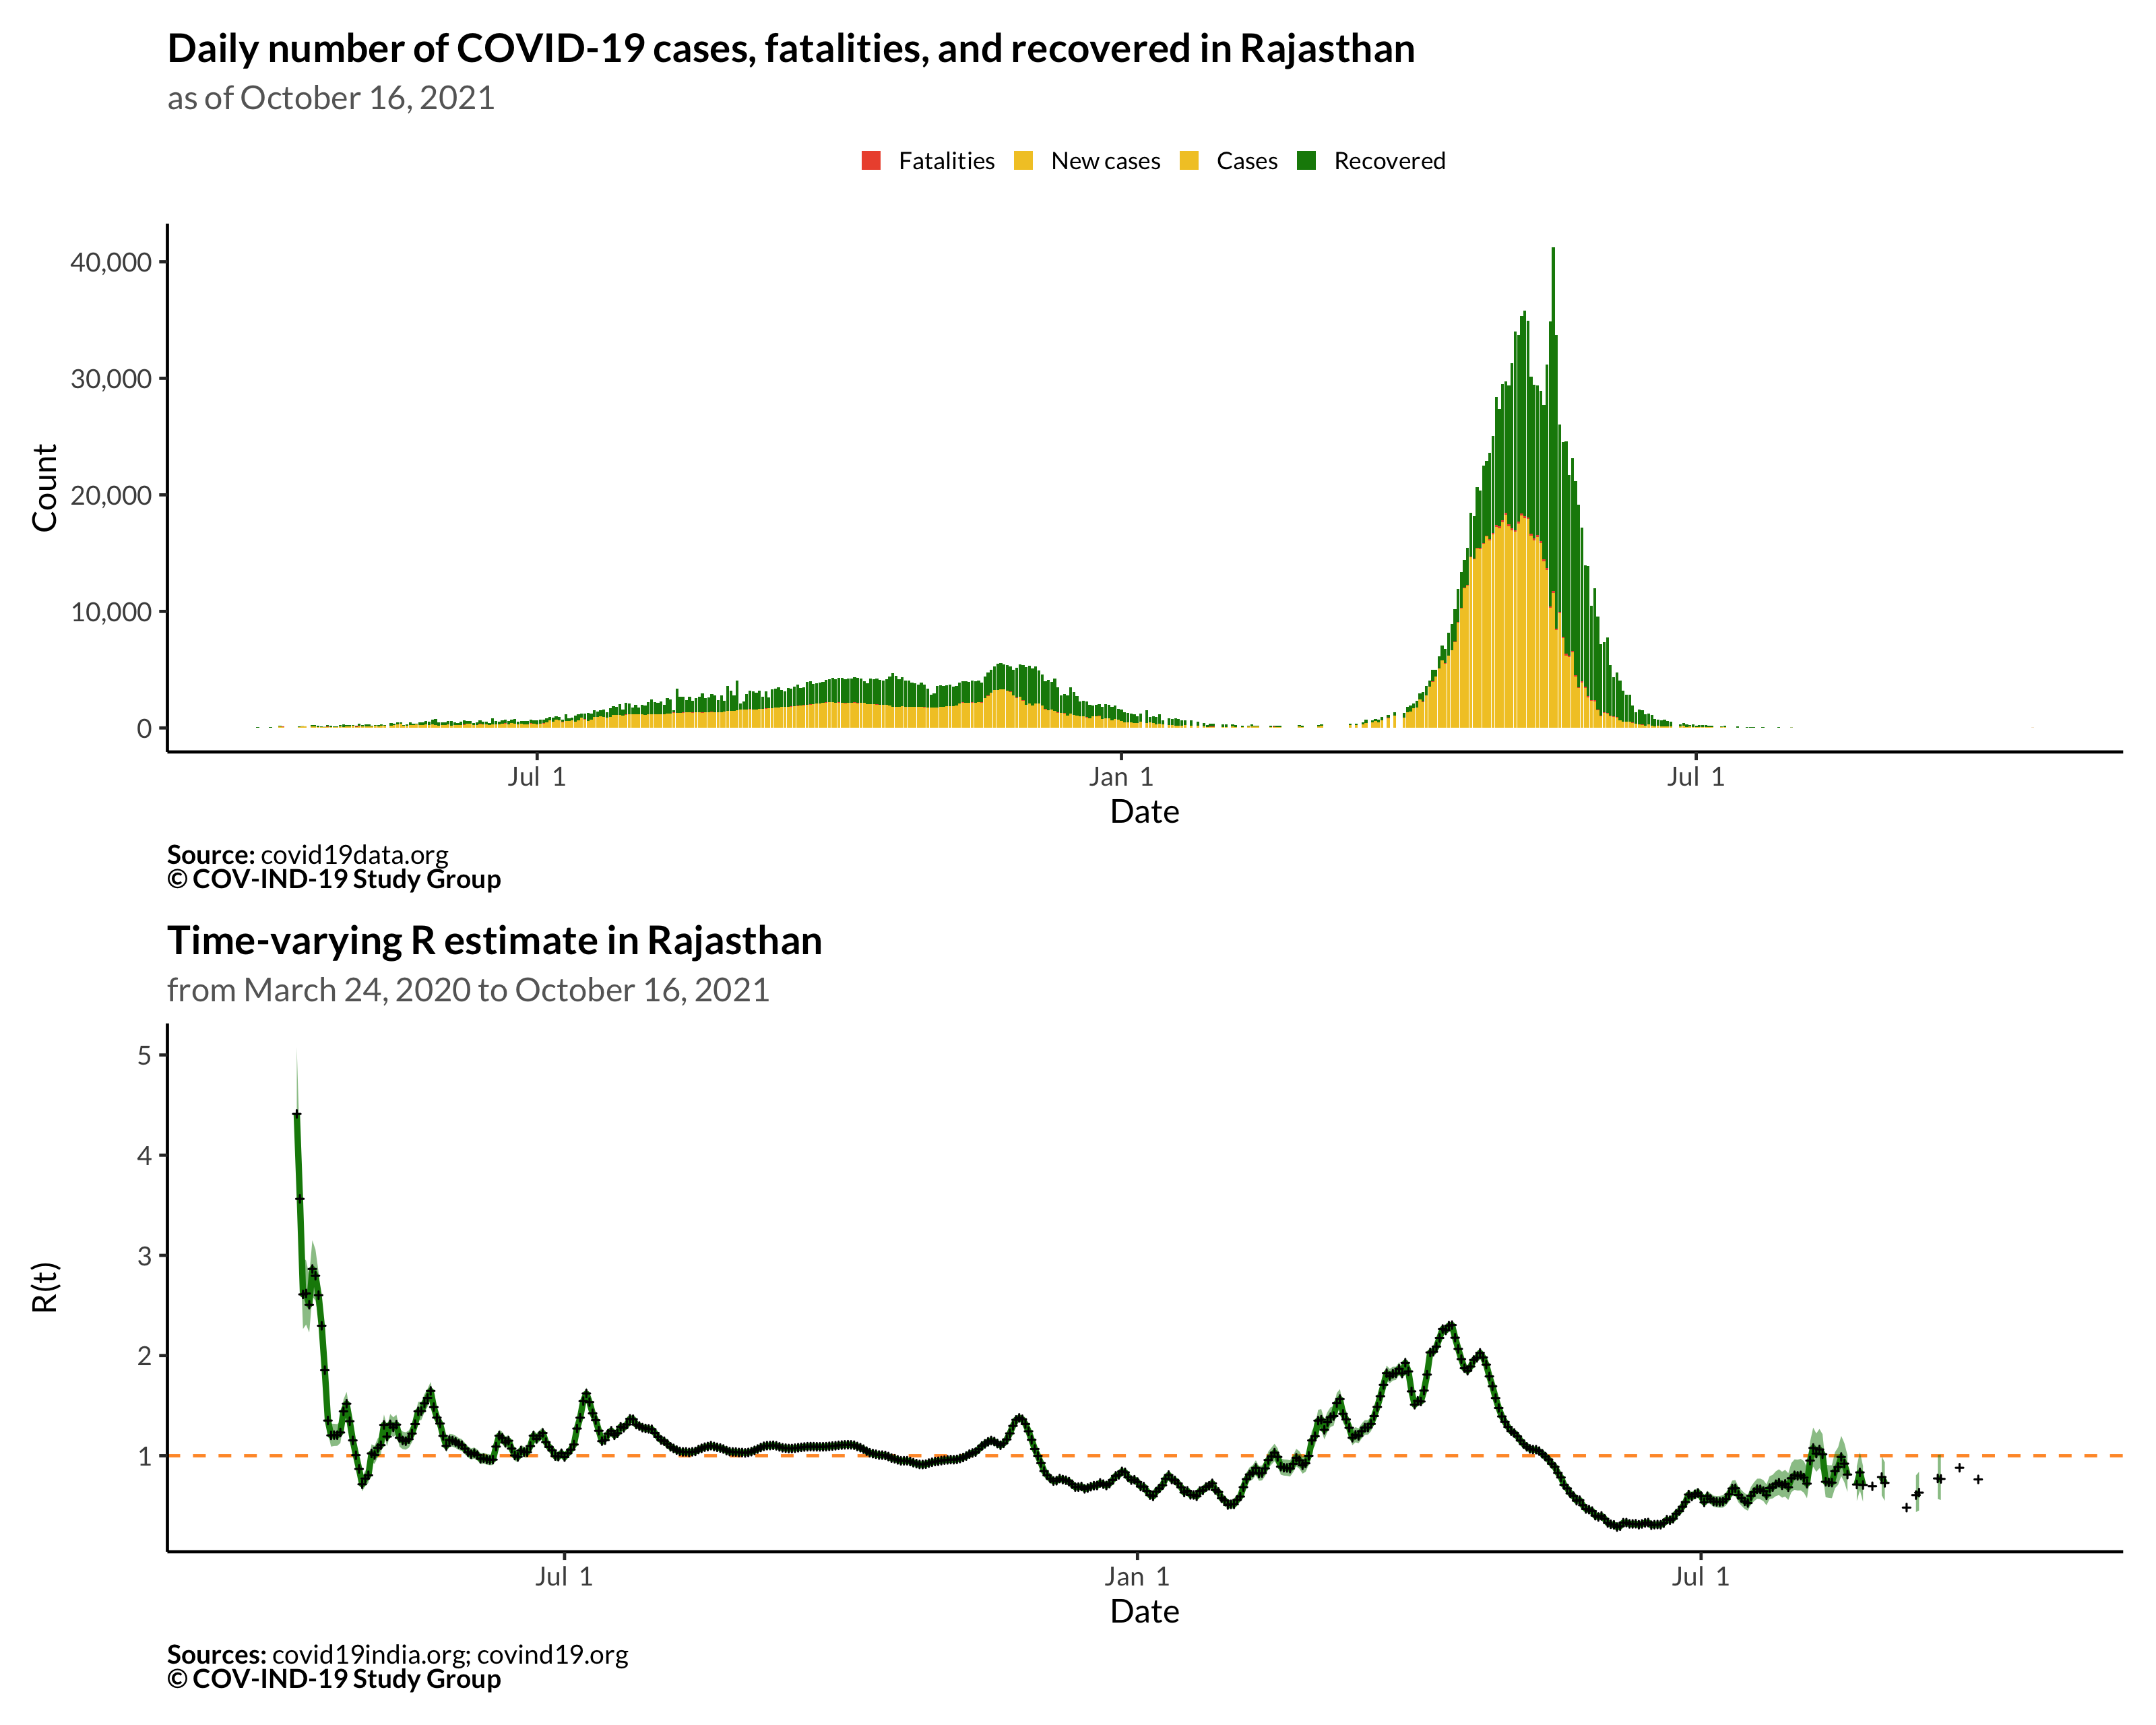 Daily number of COVID-19 cases, fatalities, and recovered in Rajasthan
as of October 16, 2021
Fatalities New cases Cases Recovered
Count
40,000
30,000
20,000
10,000
0
Jul 1 Jan 1 Jul 1
Date
Source: covid19data.org
© COV-IND-19 Study Group
Time-varying R estimate in Rajasthan
from March 24, 2020 to October 16, 2021
R(t)
5
4
3
2
1
Jul 1 Jan 1 Jul 1
Date
Sources: covid19india.org; covind19.org
© COV-IND-19 Study Group